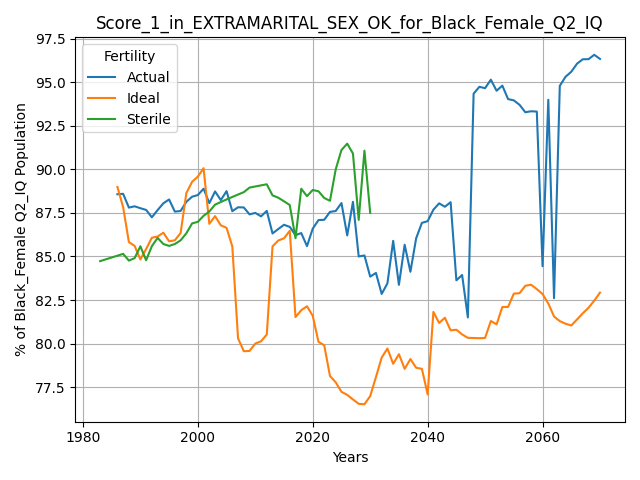 Score_1_in_EXTRAMARITAL_SEX_OK_for_Black_Female_Q2_IQ
% of Black_Female Q2_IQ Population
97.5
95.0
92.5
90.0
87.5
85.0
82.5
80.0
77.5
Fertility
Actual
Ideal
Sterile
1980
2000
2020
2040
2060
Years